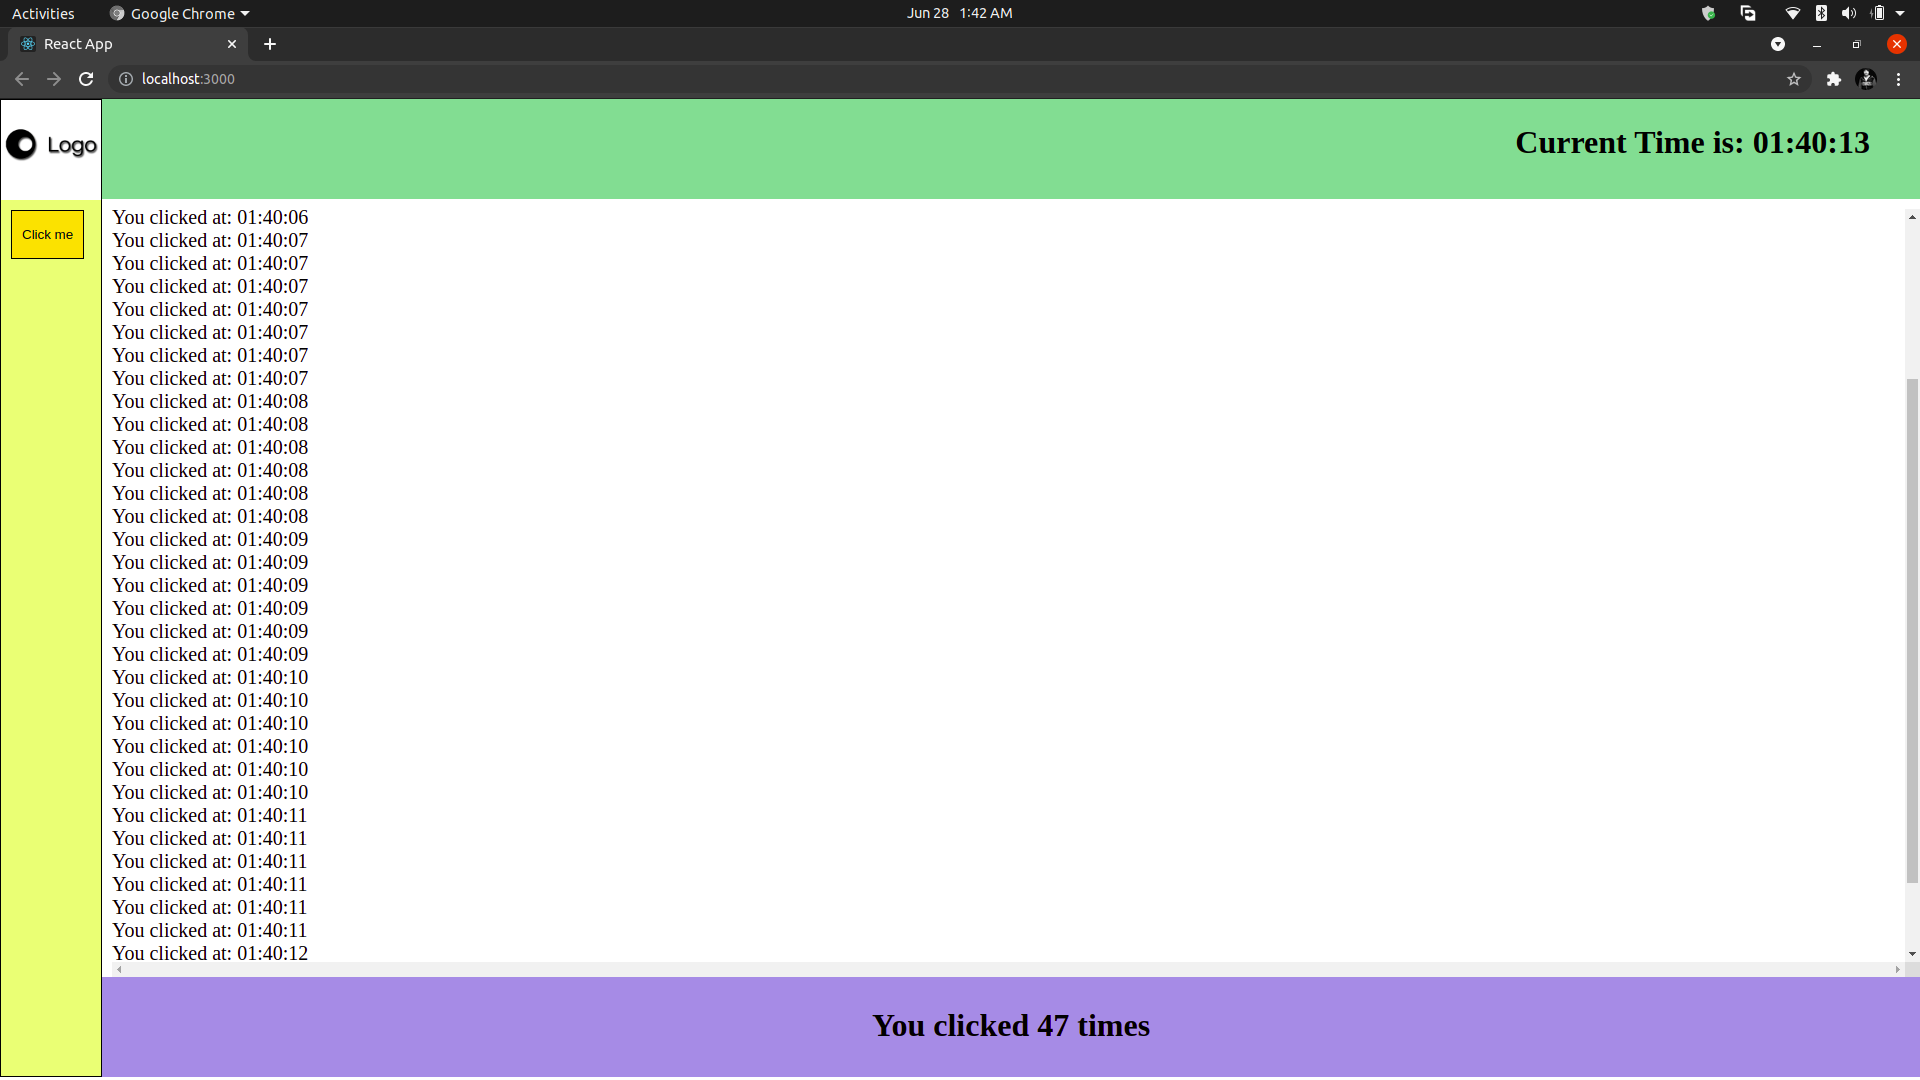 Activities
Google Chrome
Jun 28 1:42 AM
React App
localhost:3000
Logo
Current Time is: 01:40:13
Click me
You clicked at: 01:40:06
You clicked at: 01:40:07
You clicked at: 01:40:07
You clicked at: 01:40:07
You clicked at: 01:40:07
You clicked at: 01:40:07
You clicked at: 01:40:07
You clicked at: 01:40:07
You clicked at: 01:40:08
You clicked at: 01:40:08
You clicked at: 01:40:08
You clicked at: 01:40:08
You clicked at: 01:40:08
You clicked at: 01:40:08
You clicked at: 01:40:09
You clicked at: 01:40:09
You clicked at: 01:40:09
You clicked at: 01:40:09
You clicked at: 01:40:09
You clicked at: 01:40:09
You clicked at: 01:40:10
You clicked at: 01:40:10
You clicked at: 01:40:10
You clicked at: 01:40:10
You clicked at: 01:40:10
You clicked at: 01:40:10
You clicked at: 01:40:11
You clicked at: 01:40:11
You clicked at: 01:40:11
You clicked at: 01:40:11
You clicked at: 01:40:11
You clicked at: 01:40:11
You clicked at: 01:40:12
You clicked 47 times